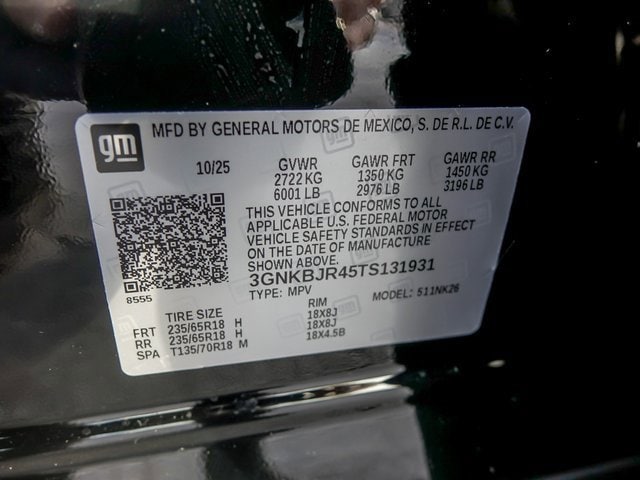 gm
MFD BY GENERAL MOTORS DE MEXICO, S. DE R.L. DE C.V.
10/25 GVWR GAWR FRT GAWR RR
2722 KG 1350 KG 1450 KG
6001 LB 2976 LB 3196 LB
THIS VEHICLE CONFORMS TO ALL
APPLICABLE U.S. FEDERAL MOTOR
VEHICLE SAFETY STANDARDS IN EFFECT
ON THE DATE OF MANUFACTURE
SHOWN ABOVE.
3GNKBJR45TS131931
TYPE: MPV MODEL: 511NK26
8555
TIRE SIZE RIM
FRT 235/65R18 H 18X8J
RR 235/65R18 H 18X8J
SPA T135/70R18 M 18X4.5B